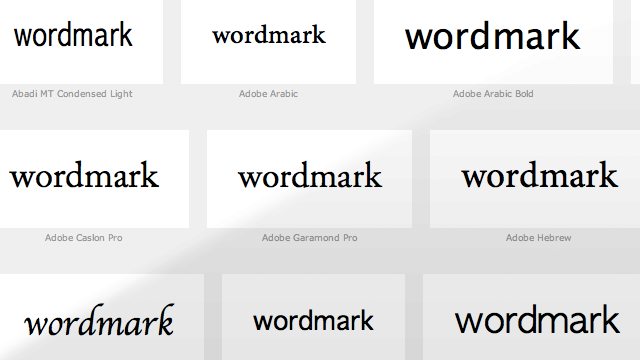 wordmark wordmark wordmark
Abadi MT Condensed Light Adobe Arabic Adobe Arabic Bold
wordmark wordmark wordmark
Adobe Caslon Pro Adobe Garamond Pro Adobe Hebrew
wordmark wordmark wordmark